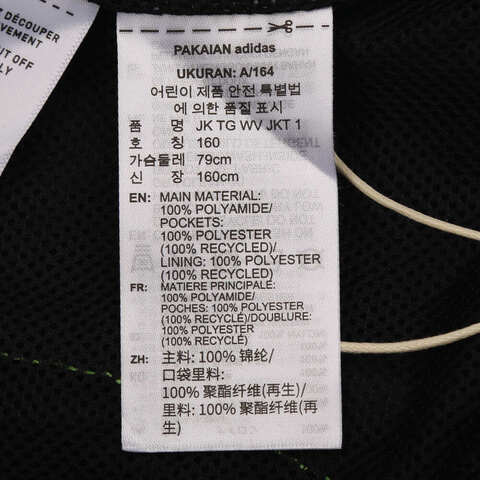 DÉCOUPER
VEMENT
PAKAIAN adidas
UKURAN: A/164
어린이 제품 안전 특별법
에 의한 품질 표시
품 명 JK TG WV JKT 1
호 칭 160
가슴둘레 79cm
신 장 160cm
EN: MAIN MATERIAL:
100% POLYAMIDE/
POCKETS:
100% POLYESTER
(100% RECYCLED)/
LINING: 100% POLYESTER
(100% RECYCLED)
FR: MATIERE PRINCIPALE:
100% POLYAMIDE/
POCHES: 100% POLYESTER
(100% RECYCLÉ)/DOUBLURE:
100% POLYESTER
(100% RECYCLÉ)
ZH: 主料: 100% 锦纶/
口袋里料:
100% 聚酯纤维(再生)/
里料: 100% 聚酯纤维(再
生)